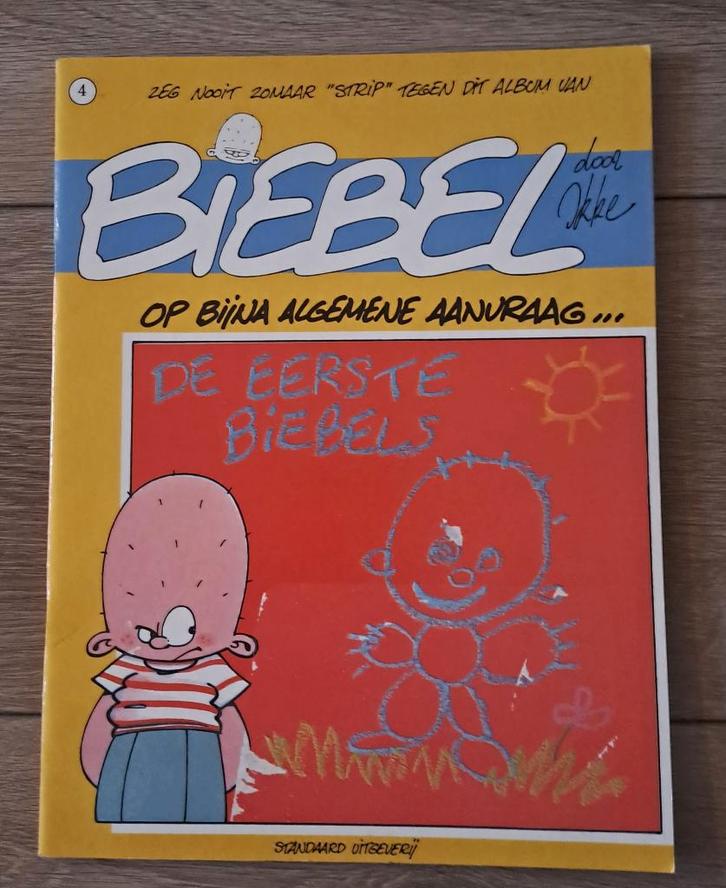 4
ZEG NOOIT ZOMAAR "STRIP" TEGEN DIT ALBUM VAN
BiEBEL
door
Ikke
OP BijNA ALGEMENE AANVRAAG...
DE EERSTE
BiEBELS
STANDAARD UITGEVERIJ